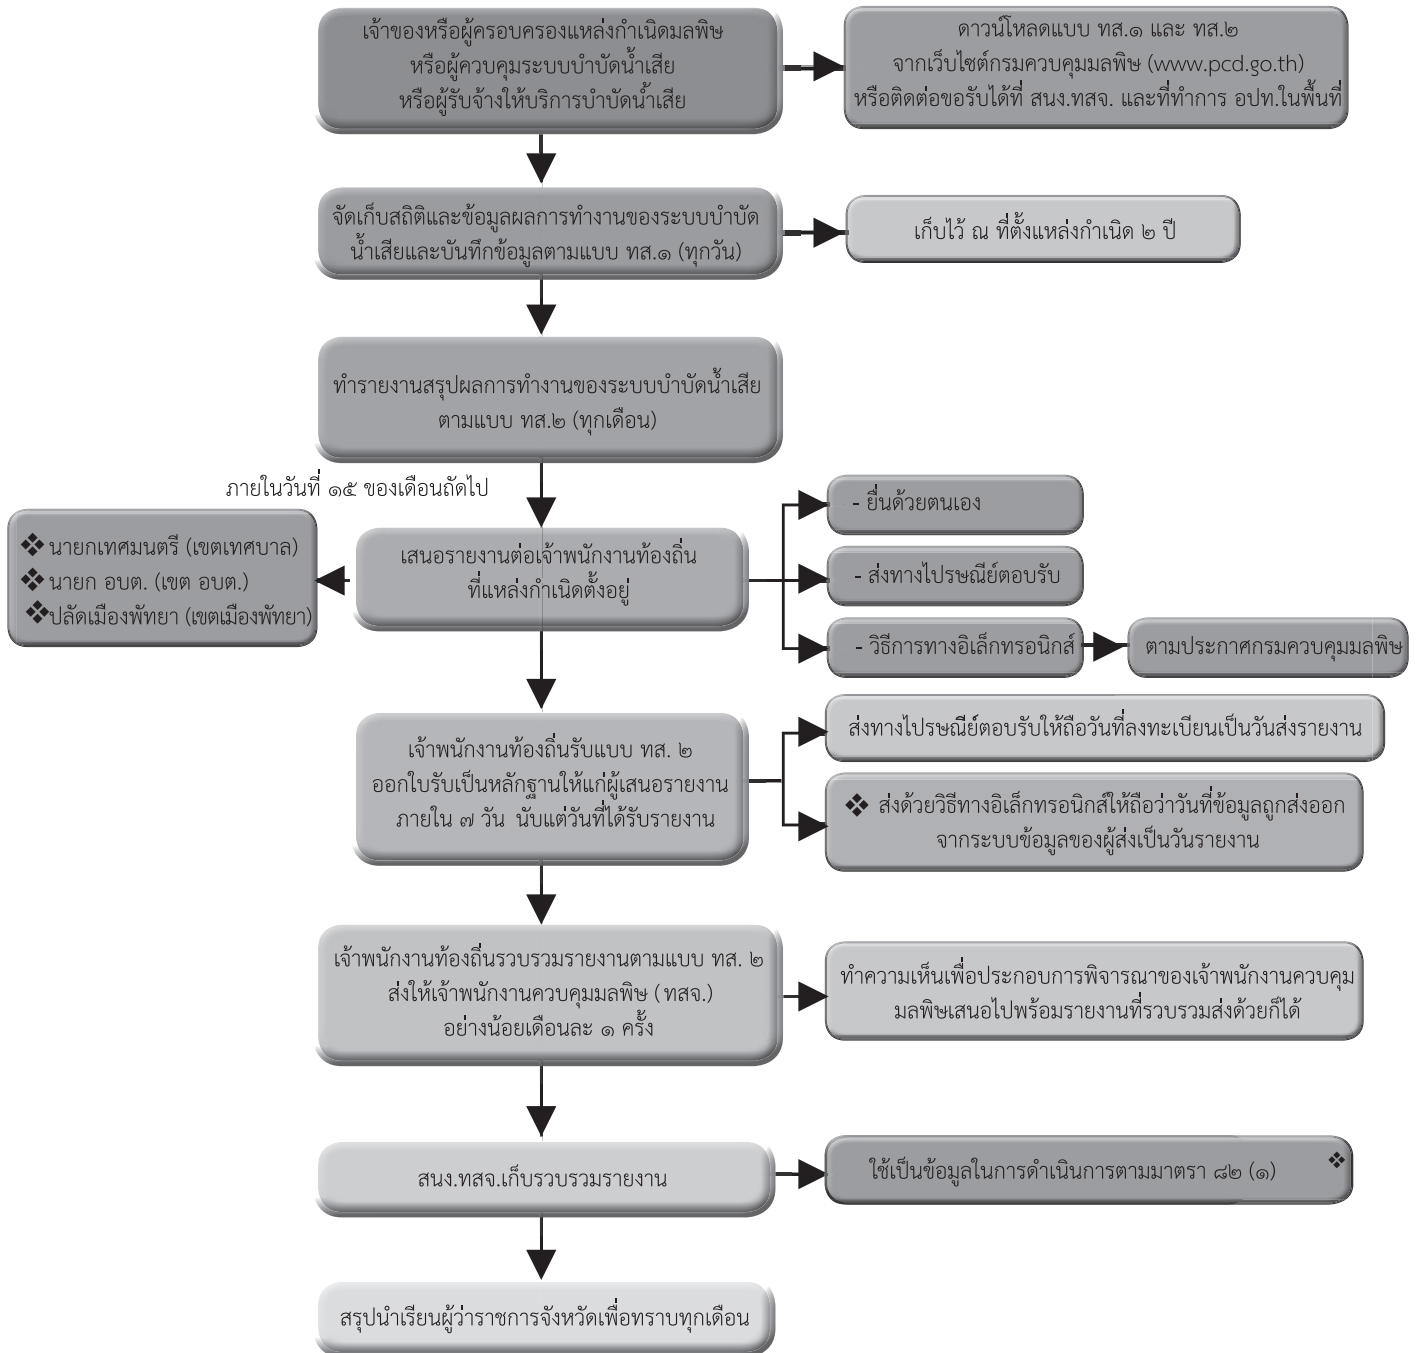 เจ้าของหรือผู้ครอบครองแหล่งกำเนิดมลพิษ
หรือผู้ควบคุมระบบบำบัดน้ำเสีย
หรือผู้รับจ้างให้บริการบำบัดน้ำเสีย
ดาวน์โหลดแบบ ทส.๑ และ ทส.๒
จากเว็บไซต์กรมควบคุมมลพิษ (www.pcd.go.th)
หรือติดต่อขอรับได้ที่ สนง.ทสจ. และที่ทำการ อปท.ในพื้นที่
จัดเก็บสถิติและข้อมูลผลการทำงานของระบบบำบัด
น้ำเสียและบันทึกข้อมูลตามแบบ ทส.๑ (ทุกวัน)
เก็บไว้ ณ ที่ตั้งแหล่งกำเนิด ๒ ปี
ทำรายงานสรุปผลการทำงานของระบบบำบัดน้ำเสีย
ตามแบบ ทส.๒ (ทุกเดือน)
ภายในวันที่ ๑๕ ของเดือนถัดไป
❖ นายกเทศมนตรี (เขตเทศบาล)
❖ นายก อบต. (เขต อบต.)
❖ ปลัดเมืองพัทยา (เขตเมืองพัทยา)
เสนอรายงานต่อเจ้าพนักงานท้องถิ่น
ที่แหล่งกำเนิดตั้งอยู่
- ยื่นด้วยตนเอง
- ส่งทางไปรษณีย์ตอบรับ
- วิธีการทางอิเล็กทรอนิกส์
ตามประกาศกรมควบคุมมลพิษ
เจ้าพนักงานท้องถิ่นรับแบบ ทส. ๒
ออกใบรับเป็นหลักฐานให้แก่ผู้เสนอรายงาน
ภายใน ๗ วัน นับแต่วันที่ได้รับรายงาน
ส่งทางไปรษณีย์ตอบรับให้ถือวันที่ลงทะเบียนเป็นวันส่งรายงาน
❖ ส่งด้วยวิธีทางอิเล็กทรอนิกส์ให้ถือว่าวันที่ข้อมูลถูกส่งออก
จากระบบข้อมูลของผู้ส่งเป็นวันรายงาน
เจ้าพนักงานท้องถิ่นรวบรวมรายงานตามแบบ ทส. ๒
ส่งให้เจ้าพนักงานควบคุมมลพิษ (ทสจ.)
อย่างน้อยเดือนละ ๑ ครั้ง
ทำความเห็นเพื่อประกอบการพิจารณาของเจ้าพนักงานควบคุม
มลพิษเสนอไปพร้อมรายงานที่รวบรวมส่งด้วยก็ได้
สนง.ทสจ.เก็บรวบรวมรายงาน
ใช้เป็นข้อมูลในการดำเนินการตามมาตรา ๘๒ (๑) ❖
สรุปนำเรียนผู้ว่าราชการจังหวัดเพื่อทราบทุกเดือน